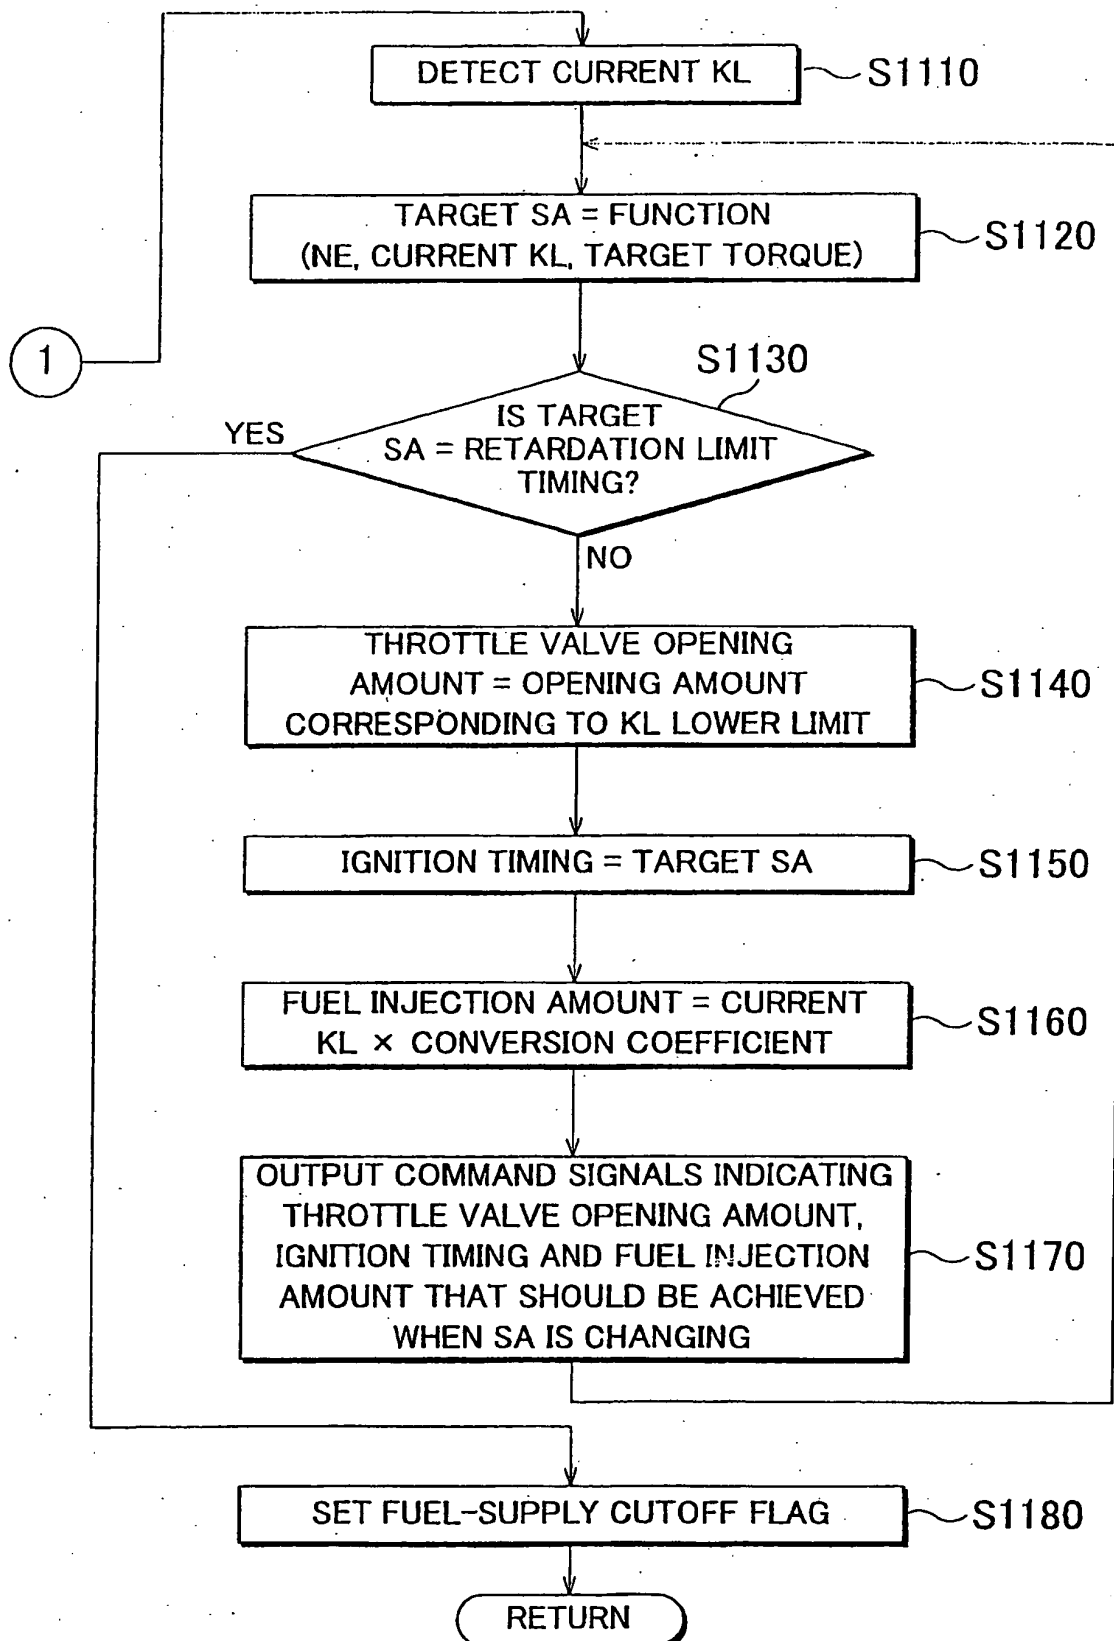 DETECT CURRENT KL
S1110
TARGET SA = FUNCTION
(NE, CURRENT KL, TARGET TORQUE)
S1120
1
S1130
IS TARGET
SA = RETARDATION LIMIT
TIMING?
YES
NO
THROTTLE VALVE OPENING
AMOUNT = OPENING AMOUNT
CORRESPONDING TO KL LOWER LIMIT
S1140
IGNITION TIMING = TARGET SA
S1150
FUEL INJECTION AMOUNT = CURRENT
KL × CONVERSION COEFFICIENT
S1160
OUTPUT COMMAND SIGNALS INDICATING
THROTTLE VALVE OPENING AMOUNT,
IGNITION TIMING AND FUEL INJECTION
AMOUNT THAT SHOULD BE ACHIEVED
WHEN SA IS CHANGING
S1170
SET FUEL-SUPPLY CUTOFF FLAG
S1180
RETURN